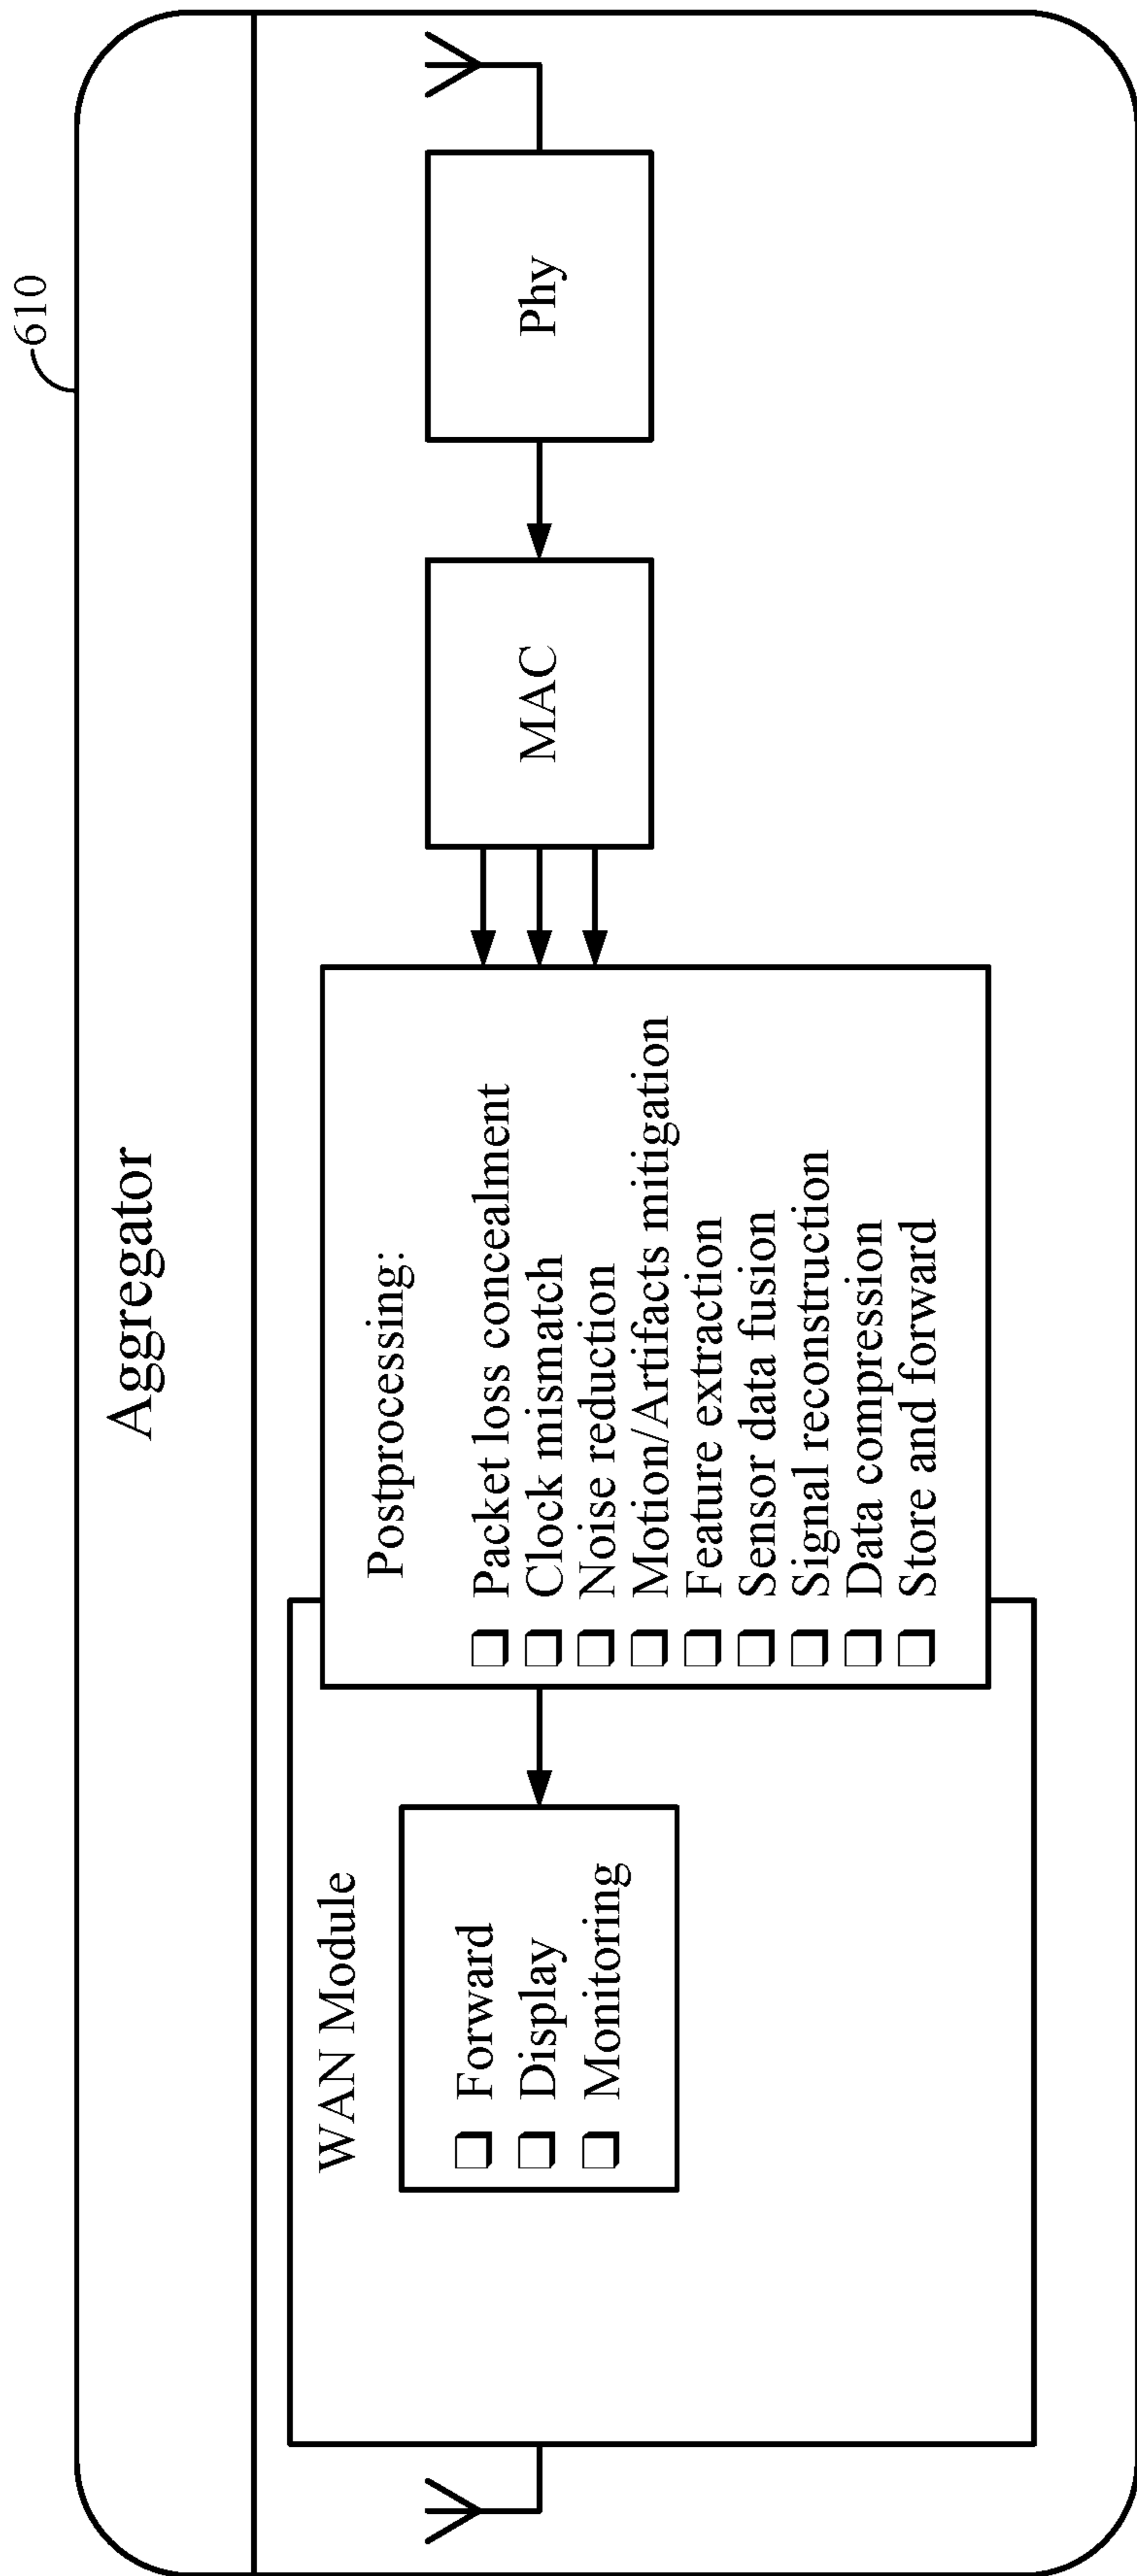 610
Aggregator
WAN Module
Forward
Display
Monitoring
Postprocessing:
Packet loss concealment
Clock mismatch
Noise reduction
Motion/Artifacts mitigation
Feature extraction
Sensor data fusion
Signal reconstruction
Data compression
Store and forward
MAC
Phy